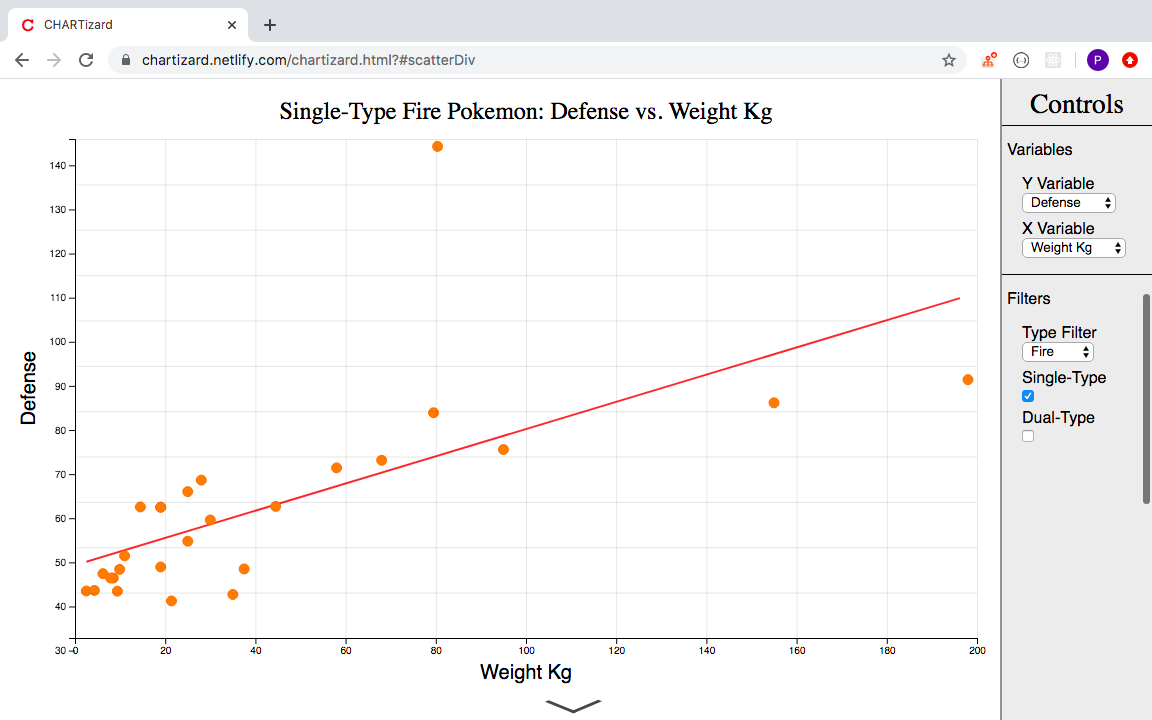 CHARTizard
chartizard.netlify.com/chartizard.html?#scatterDiv
P
Single-Type Fire Pokemon: Defense vs. Weight Kg
140
130
120
110
100
90
80
70
60
50
40
30
Defense
0 20 40 60 80 100 120 140 160 180 200
Weight Kg
Controls
Variables
Y Variable
Defense
X Variable
Weight Kg
Filters
Type Filter
Fire
Single-Type
Dual-Type